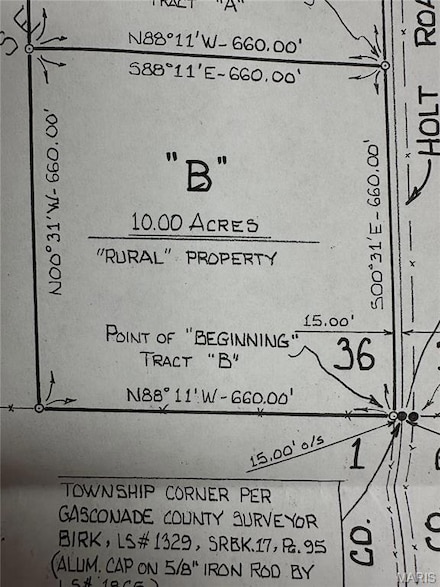 TRACT "A"
S E
HOLT ROA
N88°11'W-660.00'
S88°11'E-660.00'
N00°31'W-660.00'
S00°31'E-660.00'
"B"
10.00 ACRES
"RURAL" PROPERTY
15.00'
POINT OF "BEGINNING"
TRACT "B"
36
N88°11'W-660.00'
15.00' o/s
1
CO.
TOWNSHIP CORNER PER
GASCONADE COUNTY SURVEYOR
BIRK, LS#1329, SRBK.17, PG. 95
(ALUM. CAP ON 5/8" IRON ROD BY
MARIS